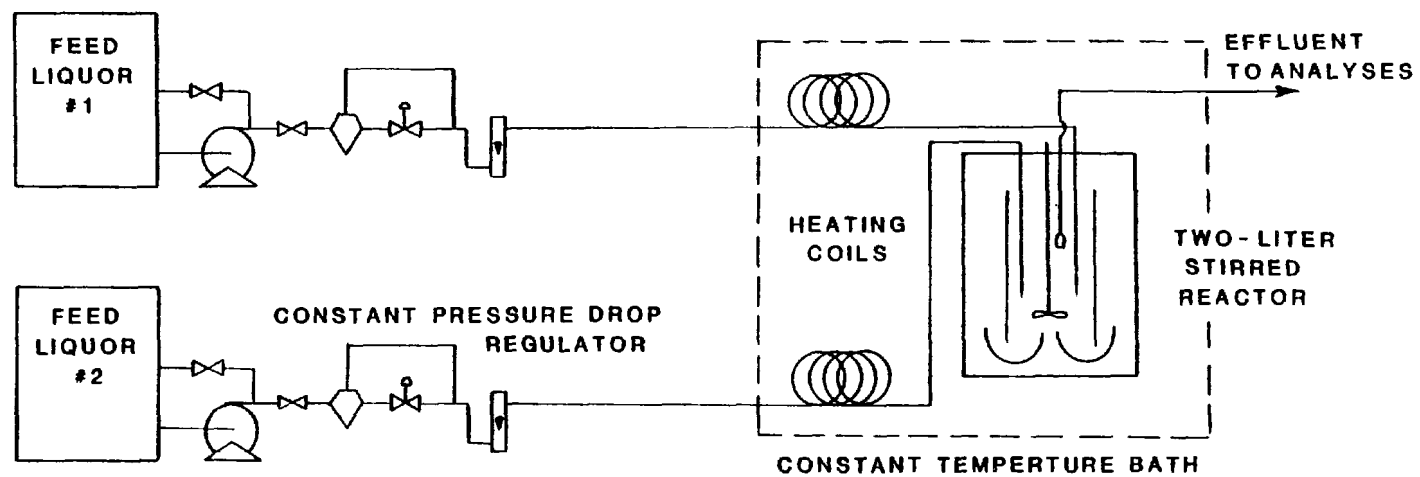 FEED
LIQUOR
#1
EFFLUENT
TO ANALYSES
HEATING
COILS
TWO-LITER
STIRRED
REACTOR
FEED
LIQUOR
#2
CONSTANT PRESSURE DROP
REGULATOR
CONSTANT TEMPERTURE BATH